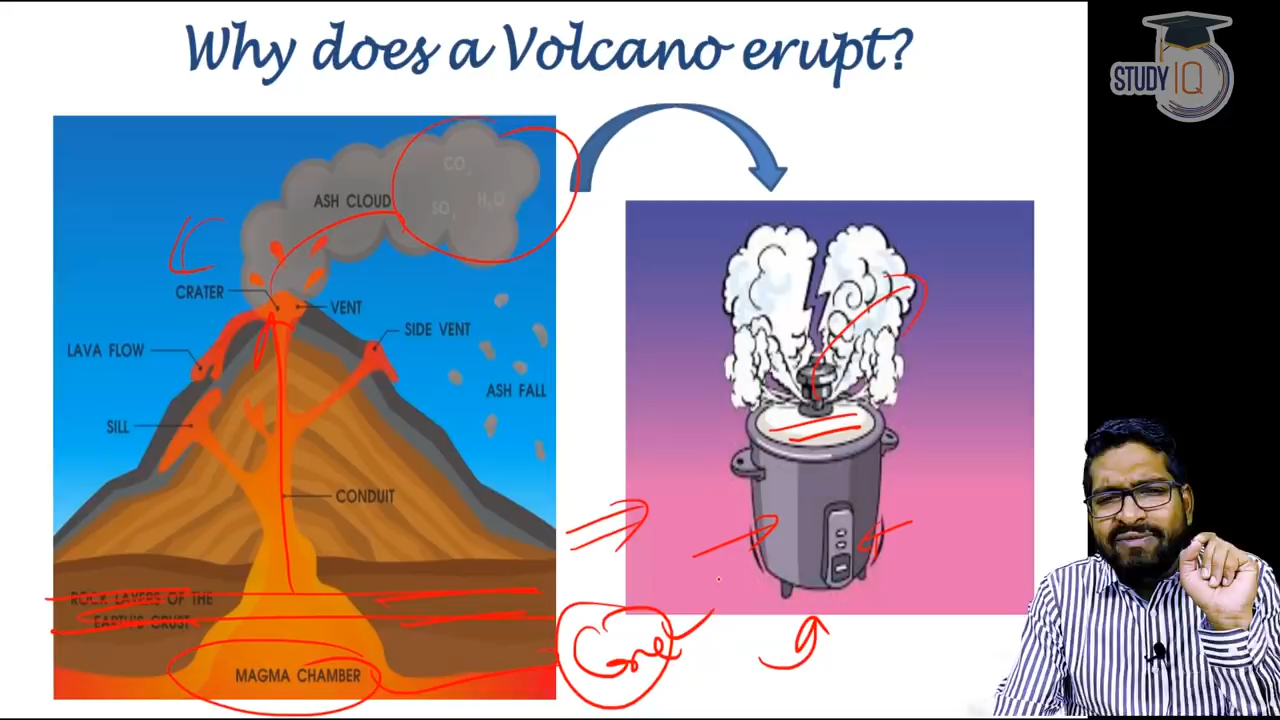 Why does a Volcano erupt?
STUDY IQ
CO₂
ASH CLOUD
SO₂
H₂O
CRATER
VENT
SIDE VENT
LAVA FLOW
ASH FALL
SILL
CONDUIT
ROCK LAYERS OF THE
EARTH'S CRUST
MAGMA CHAMBER